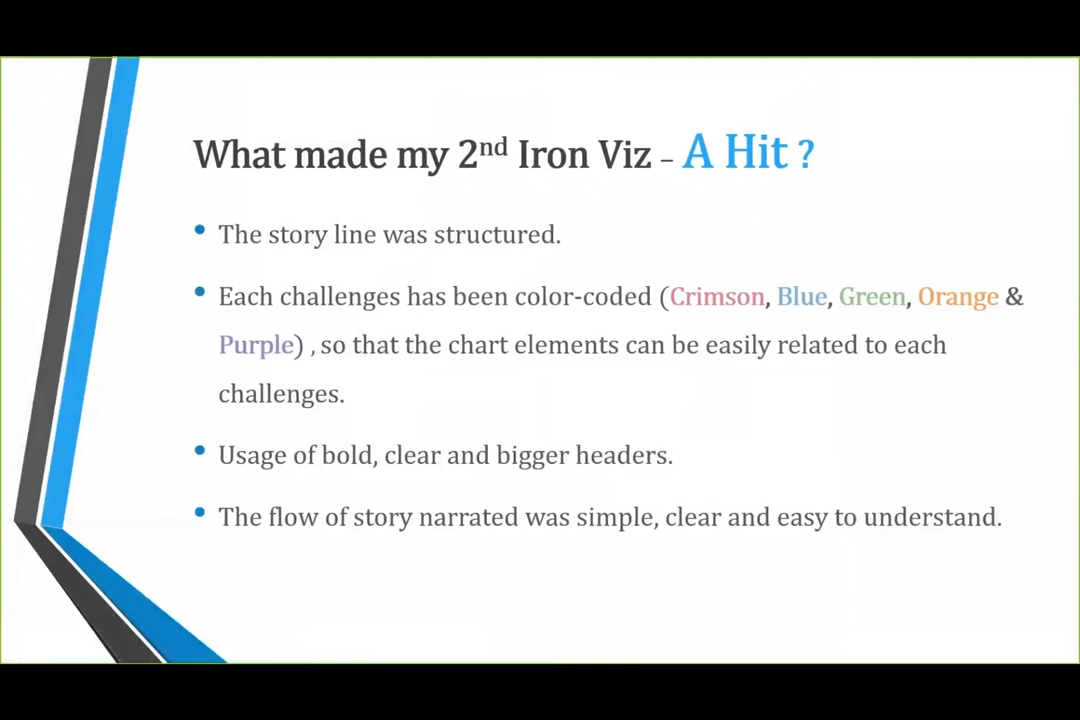 What made my 2nd Iron Viz – A Hit ?
• The story line was structured.
• Each challenges has been color-coded (Crimson, Blue, Green, Orange &
Purple) , so that the chart elements can be easily related to each
challenges.
• Usage of bold, clear and bigger headers.
• The flow of story narrated was simple, clear and easy to understand.